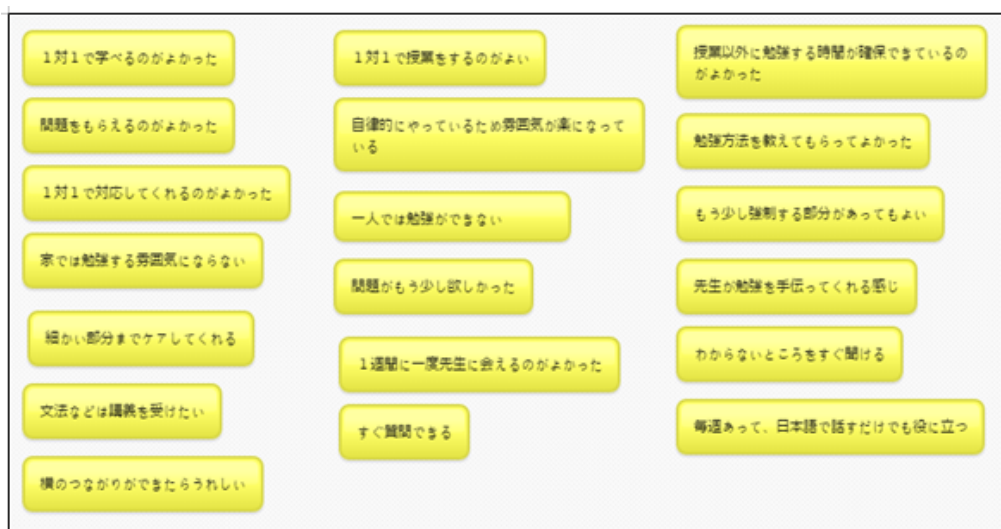 １対１で学べるのがよかった
問題をもらえるのがよかった
１対１で対応してくれるのがよかった
家では勉強する雰囲気にならない
細かい部分までケアしてくれる
文法などは講義を受けたい
横のつながりができたらうれしい
１対１で授業をするのがよい
自律的にやっているため雰囲気が楽になって
いる
一人では勉強ができない
問題がもう少し欲しかった
１週間に一度先生に会えるのがよかった
すぐ質問できる
授業以外に勉強する時間が確保できているの
がよかった
勉強方法を教えてもらってよかった
もう少し強制する部分があってもよい
先生が勉強を手伝ってくれる感じ
わからないところをすぐ聞ける
毎週あって、日本語で話すだけでも役に立つ